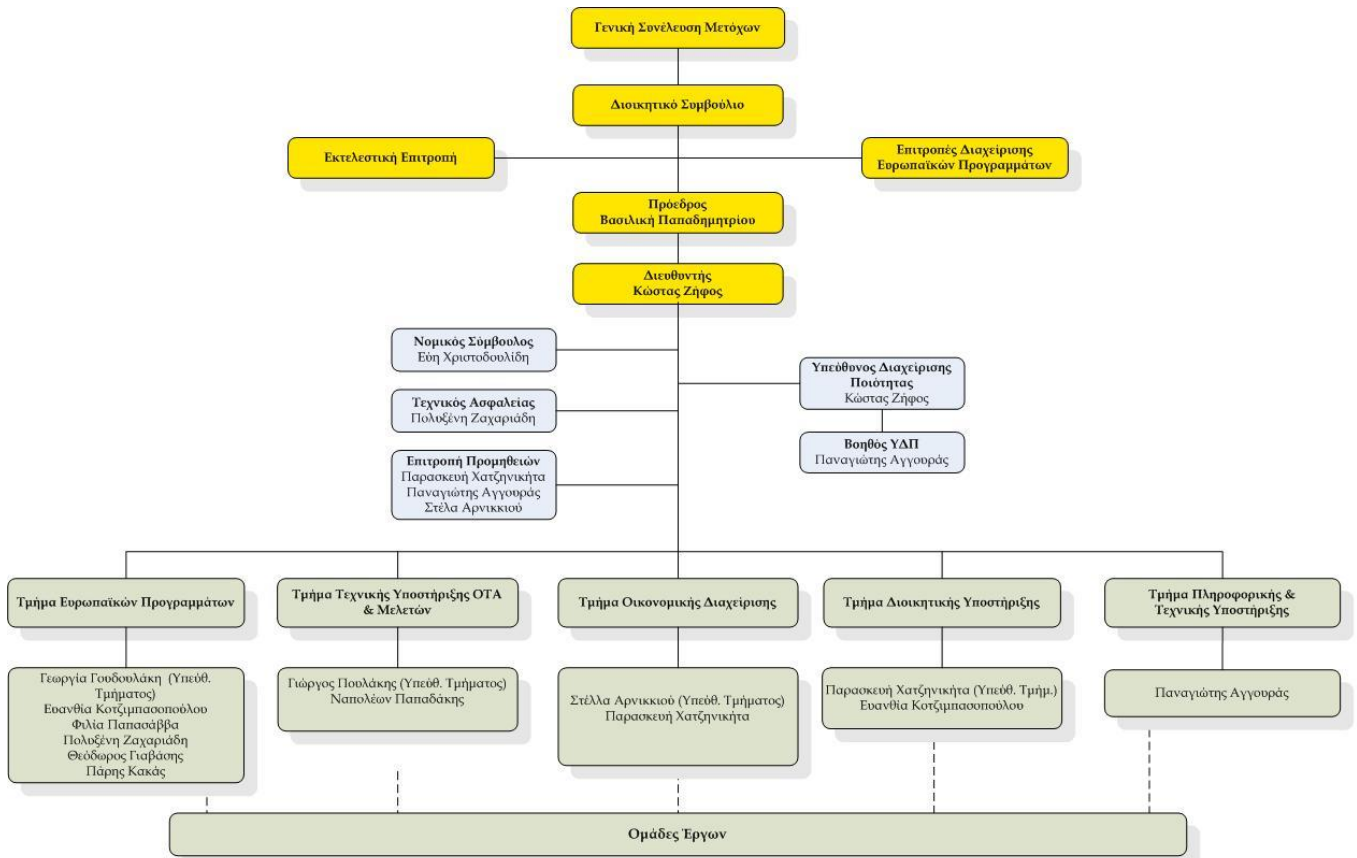 Γενική Συνέλευση Μετόχων
Διοικητικό Συμβούλιο
Εκτελεστική Επιτροπή
Επιτροπές Διαχείρισης
Ευρωπαϊκών Προγραμμάτων
Πρόεδρος
Βασιλική Παπαδημητρίου
Διευθυντής
Κώστας Ζήφος
Νομικός Σύμβουλος
Εύη Χριστοδουλίδη
Υπεύθυνος Διαχείρισης
Ποιότητας
Κώστας Ζήφος
Τεχνικός Ασφαλείας
Πολυξένη Ζαχαριάδη
Βοηθός ΥΔΠ
Παναγιώτης Αγγουράς
Επιτροπή Προμηθειών
Παρασκευή Χατζηνικήτα
Παναγιώτης Αγγουράς
Στέλα Αρνικκιού
Τμήμα Ευρωπαϊκών Προγραμμάτων
Τμήμα Τεχνικής Υποστήριξης ΟΤΑ
& Μελετών
Τμήμα Οικονομικής Διαχείρισης
Τμήμα Διοικητικής Υποστήριξης
Τμήμα Πληροφορικής &
Τεχνικής Υποστήριξης
Γεωργία Γουδουλάκη (Υπεύθ.
Τμήματος)
Ευανθία Κοτζιμπασοπούλου
Φιλία Παπασάββα
Πολυξένη Ζαχαριάδη
Θεόδωρος Γιαβάσης
Πάρης Κακάς
Γιώργος Πουλάκης (Υπεύθ. Τμήματος)
Ναπολέων Παπαδάκης
Στέλλα Αρνικκιού (Υπεύθ. Τμήματος)
Παρασκευή Χατζηνικήτα
Παρασκευή Χατζηνικήτα (Υπεύθ. Τμήμ.)
Ευανθία Κοτζιμπασοπούλου
Παναγιώτης Αγγουράς
Ομάδες Έργων